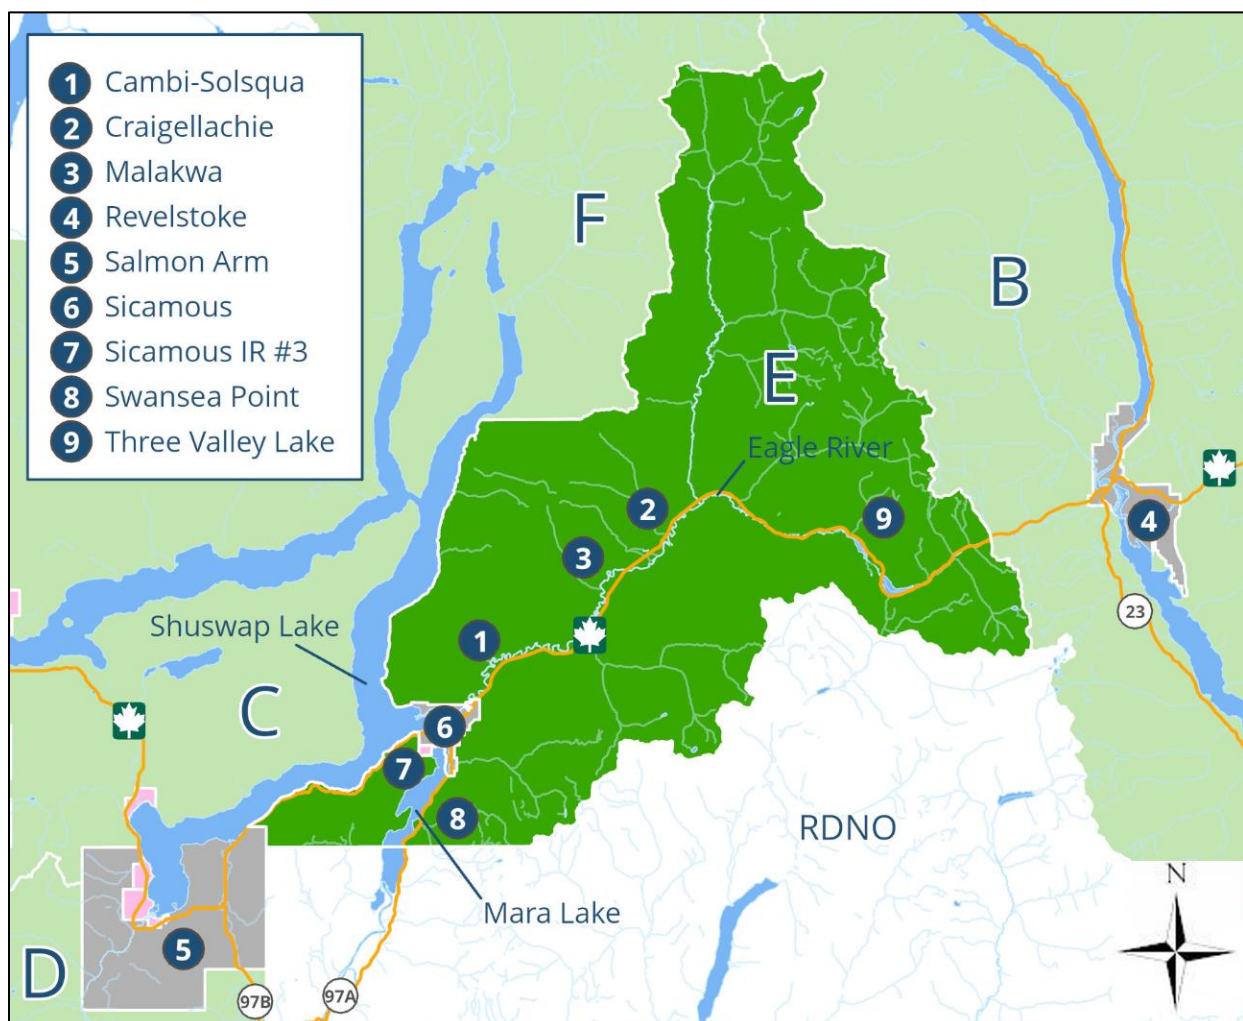 1 Cambi-Solsqua
2 Craigellachie
3 Malakwa
4 Revelstoke
5 Salmon Arm
6 Sicamous
7 Sicamous IR #3
8 Swansea Point
9 Three Valley Lake
F
B
E
Eagle River
2
9
4
3
23
Shuswap Lake
1
C
6
7
8
RDNO
N
Mara Lake
5
D
97B
97A